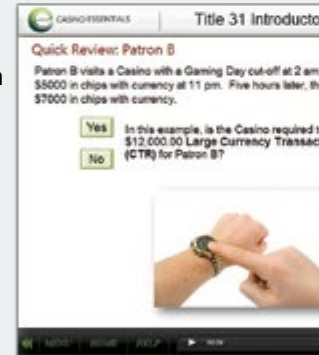 CASINO ESSENTIALS
Title 31 Introducto
Quick Review: Patron B
Patron B visits a Casino with a Gaming Day cut-off at 2 am
$5000 in chips with currency at 11 pm. Five hours later, th
$7000 in chips with currency.
Yes
No
In this example, is the Casino required t
$12,000.00 Large Currency Transac
(CTR) for Patron B?
HELP